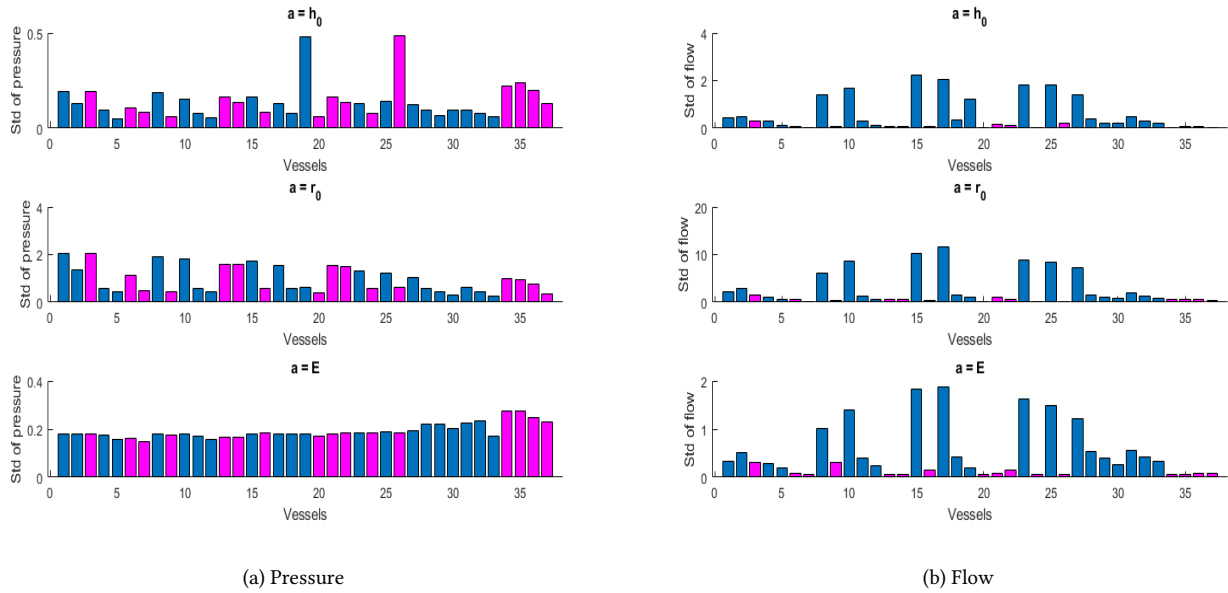 a = h0
Std of pressure
0.5
0
0 5 10 15 20 25 30 35
Vessels
a = r0
Std of pressure
4
2
0
0 5 10 15 20 25 30 35
Vessels
a = E
Std of pressure
0.4
0.2
0
0 5 10 15 20 25 30 35
Vessels
(a) Pressure
a = h0
Std of flow
4
2
0
0 5 10 15 20 25 30 35
Vessels
a = r0
Std of flow
20
10
0
0 5 10 15 20 25 30 35
Vessels
a = E
Std of flow
2
1
0
0 5 10 15 20 25 30 35
Vessels
(b) Flow